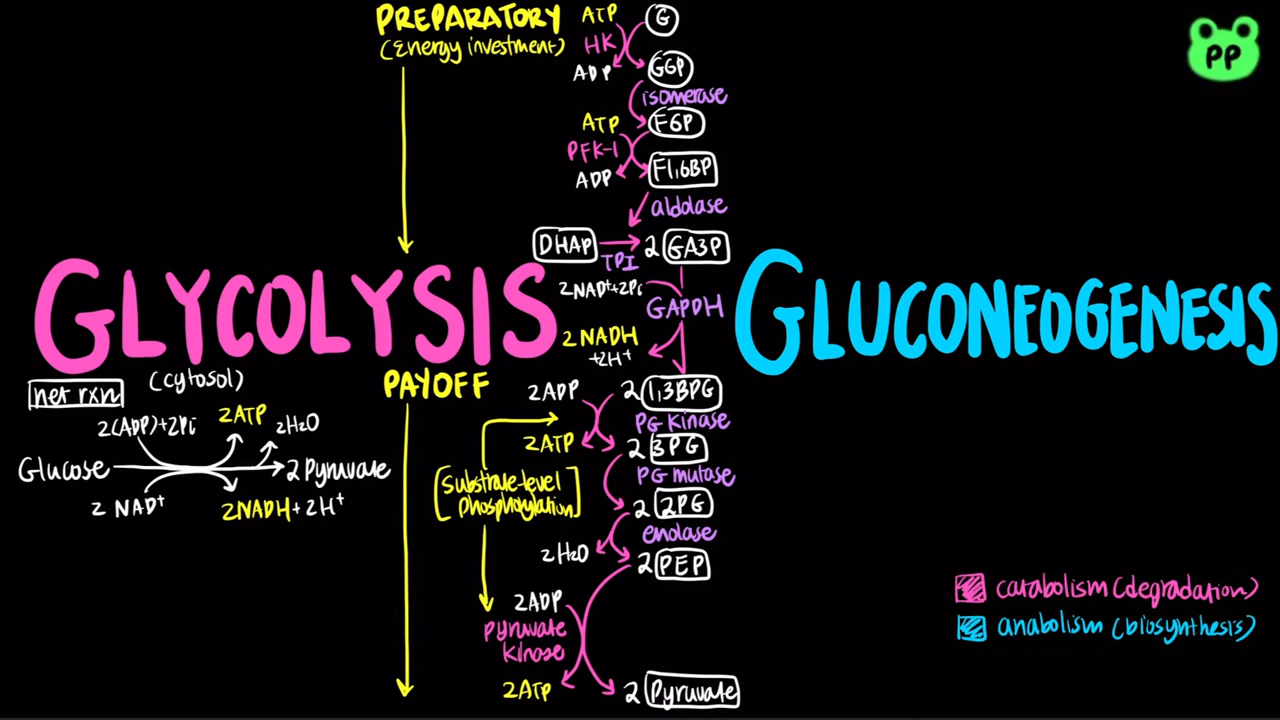 PREPARATORY
(Energy investment)
ATP
G
HK
ADP
G6P
isomerase
ATP
F6P
PFK-1
ADP
F1,6BP
aldolase
DHAP
2 GA3P
TPI
2NAD⁺+2Pi
GAPDH
2NADH
+2H⁺
GLYCOLYSIS
(cytosol)
net rxn
2(ADP)+2Pi
2ATP
2H2O
Glucose
2 Pyruvate
2 NAD⁺
2NADH+2H⁺
PAYOFF
2ADP
2 1,3BPG
PG Kinase
2ATP
2 3PG
PG mutase
[Substrate-level
phosphorylation]
2 2PG
enolase
2H2O
2 PEP
2ADP
pyruvate
kinase
2ATP
2 Pyruvate
GLUCONEOGENESIS
PP
catabolism (degradation)
anabolism (biosynthesis)